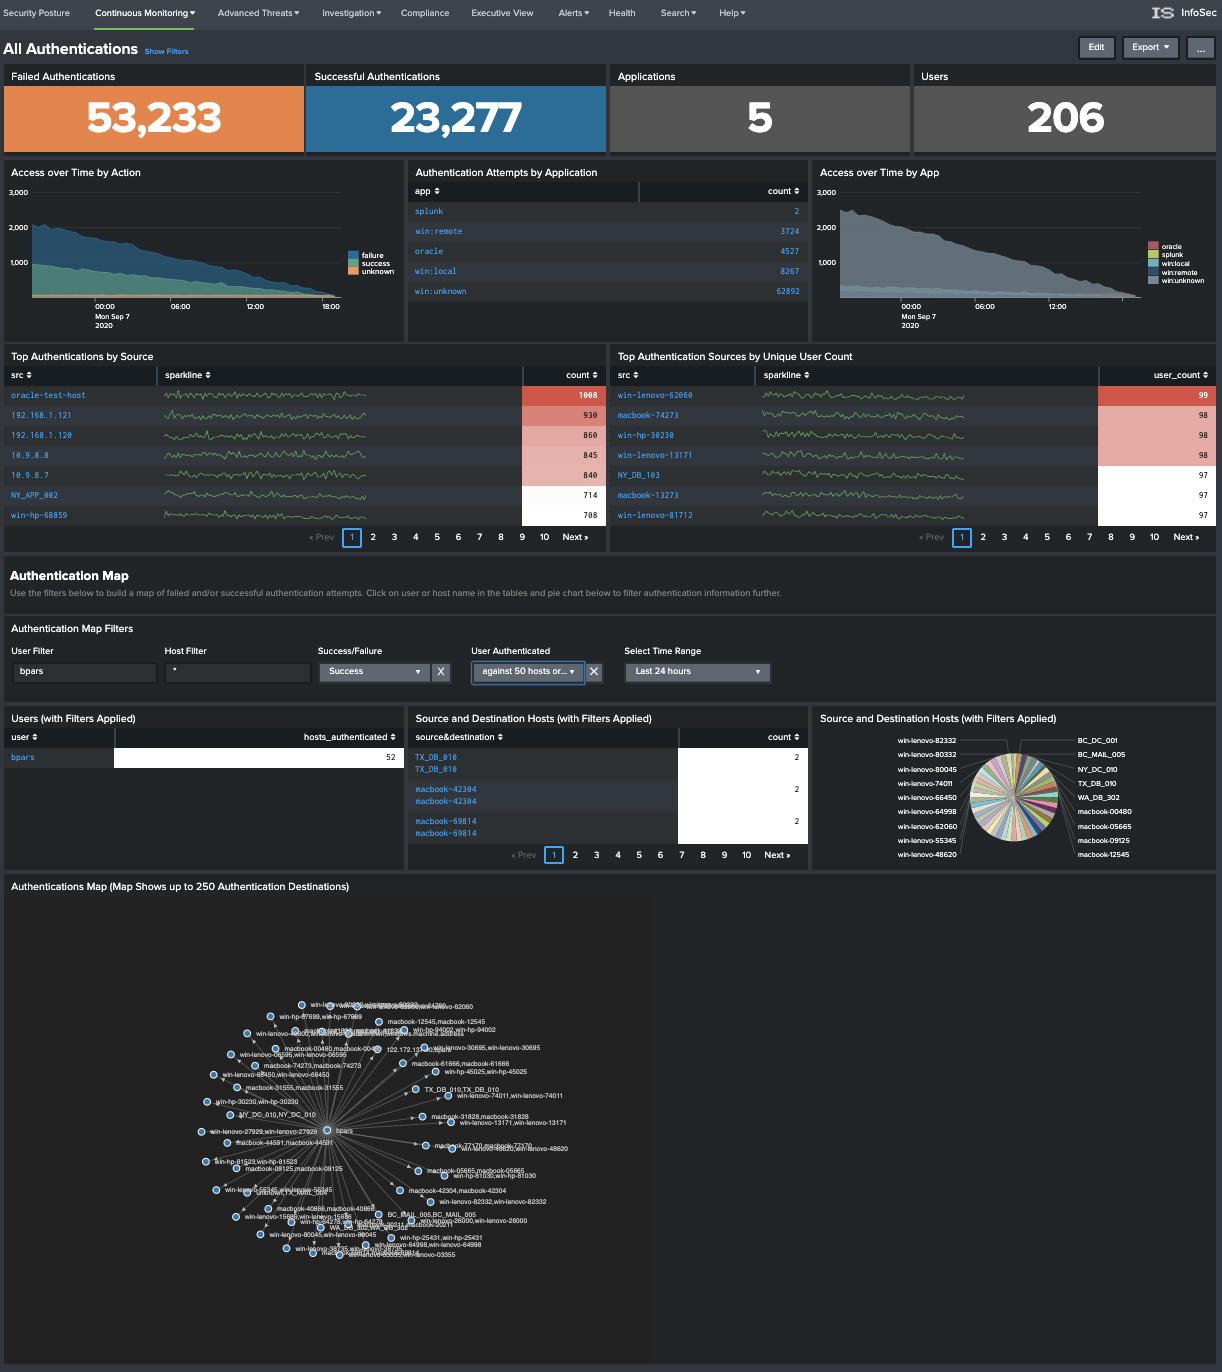 Security Posture
Continuous Monitoring
Advanced Threats
Investigation
Compliance
Executive View
Alerts
Health
Search
Help
IS InfoSec
All Authentications
Show Filters
Edit
Export
...
Failed Authentications
53,233
Successful Authentications
23,277
Applications
5
Users
206
Access over Time by Action
3,000
2,000
1,000
00:00
Mon Sep 7
2020
06:00
12:00
18:00
failure
success
unknown
Authentication Attempts by Application
app count
splunk 2
win:remote 3724
oracle 4527
win:local 8267
win:unknown 62892
Access over Time by App
3,000
2,000
1,000
00:00
Mon Sep 7
2020
06:00
12:00
oracle
splunk
win:local
win:remote
win:unknown
Top Authentications by Source
src sparkline count
oracle-test-host 1008
192.168.1.121 930
192.168.1.120 860
10.9.8.8 845
10.9.8.7 840
NY_APP_002 714
win-hp-68859 708
« Prev 1 2 3 4 5 6 7 8 9 10 Next »
Top Authentication Sources by Unique User Count
src sparkline user_count
win-lenovo-62060 99
macbook-74273 98
win-hp-30230 98
win-lenovo-13171 98
NY_DB_103 97
macbook-13273 97
win-lenovo-81712 97
« Prev 1 2 3 4 5 6 7 8 9 10 Next »
Authentication Map
Use the filters below to build a map of failed and/or successful authentication attempts. Click on user or host name in the tables and pie chart below to filter authentication information further.
Authentication Map Filters
User Filter
bpars
Host Filter
*
Success/Failure
Success X
User Authenticated
against 50 hosts or... X
Select Time Range
Last 24 hours
Users (with Filters Applied)
user hosts_authenticated
bpars 52
Source and Destination Hosts (with Filters Applied)
source&destination count
TX_DB_010 2
TX_DB_010
macbook-42304 2
macbook-42304
macbook-69814 2
macbook-69814
« Prev 1 2 3 4 5 6 7 8 9 10 Next »
Source and Destination Hosts (with Filters Applied)
win-lenovo-82332
win-lenovo-80332
win-lenovo-80045
win-lenovo-74011
win-lenovo-66450
win-lenovo-64998
win-lenovo-62060
win-lenovo-55345
win-lenovo-48620
BC_DC_001
BC_MAIL_005
NY_DC_010
TX_DB_010
WA_DB_302
macbook-00480
macbook-05665
macbook-09125
macbook-12545
Authentications Map (Map Shows up to 250 Authentication Destinations)
win-hp-67699,win-hp-67699
macbook-12545,macbook-12545
win-hp-94002,win-hp-94002
win-lenovo-30695,win-lenovo-30695
win-lenovo-06595,win-lenovo-06595
macbook-74273,macbook-74273
macbook-61666,macbook-61666
win-lenovo-66450,win-lenovo-66450
win-hp-45025,win-hp-45025
macbook-31555,macbook-31555
TX_DB_010,TX_DB_010
win-lenovo-74011,win-lenovo-74011
win-hp-30230,win-hp-30230
NY_DC_010,NY_DC_010
macbook-31828,macbook-31828
win-lenovo-13171,win-lenovo-13171
win-lenovo-27929,win-lenovo-27929
bpars
macbook-44591,macbook-44591
macbook-77170,macbook-77170
win-lenovo-48620,win-lenovo-48620
win-hp-81523,win-hp-81523
macbook-09125,macbook-09125
macbook-05665,macbook-05665
win-hp-81030,win-hp-81030
win-lenovo-55345,win-lenovo-55345
macbook-42304,macbook-42304
win-lenovo-82332,win-lenovo-82332
macbook-40866,macbook-40866
BC_MAIL_005,BC_MAIL_005
win-lenovo-26000,win-lenovo-26000
win-lenovo-80045,win-lenovo-80045
win-hp-25431,win-hp-25431
win-lenovo-64998,win-lenovo-64998